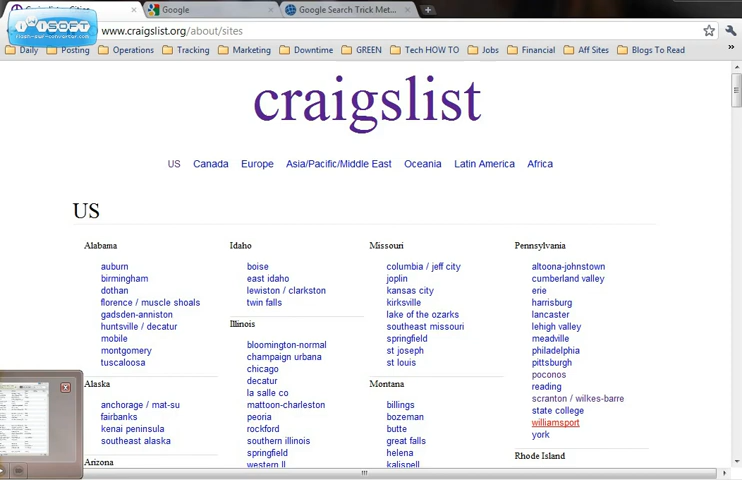 Google
Google Search Trick Met...
iWiSOFT
flash-swf-converter.com
www.craigslist.org/about/sites
Daily Posting Operations Tracking Marketing Downtime GREEN Tech HOW TO Jobs Financial Aff Sites Blogs To Read »
craigslist
US Canada Europe Asia/Pacific/Middle East Oceania Latin America Africa
US
Alabama
auburn
birmingham
dothan
florence / muscle shoals
gadsden-anniston
huntsville / decatur
mobile
montgomery
tuscaloosa
Alaska
anchorage / mat-su
fairbanks
kenai peninsula
southeast alaska
Arizona
Idaho
boise
east idaho
lewiston / clarkston
twin falls
Illinois
bloomington-normal
champaign urbana
chicago
decatur
la salle co
mattoon-charleston
peoria
rockford
southern illinois
springfield
western IL
Missouri
columbia / jeff city
joplin
kansas city
kirksville
lake of the ozarks
southeast missouri
springfield
st joseph
st louis
Montana
billings
bozeman
butte
great falls
helena
kalispell
Pennsylvania
altoona-johnstown
cumberland valley
erie
harrisburg
lancaster
lehigh valley
meadville
philadelphia
pittsburgh
poconos
reading
scranton / wilkes-barre
state college
williamsport
york
Rhode Island